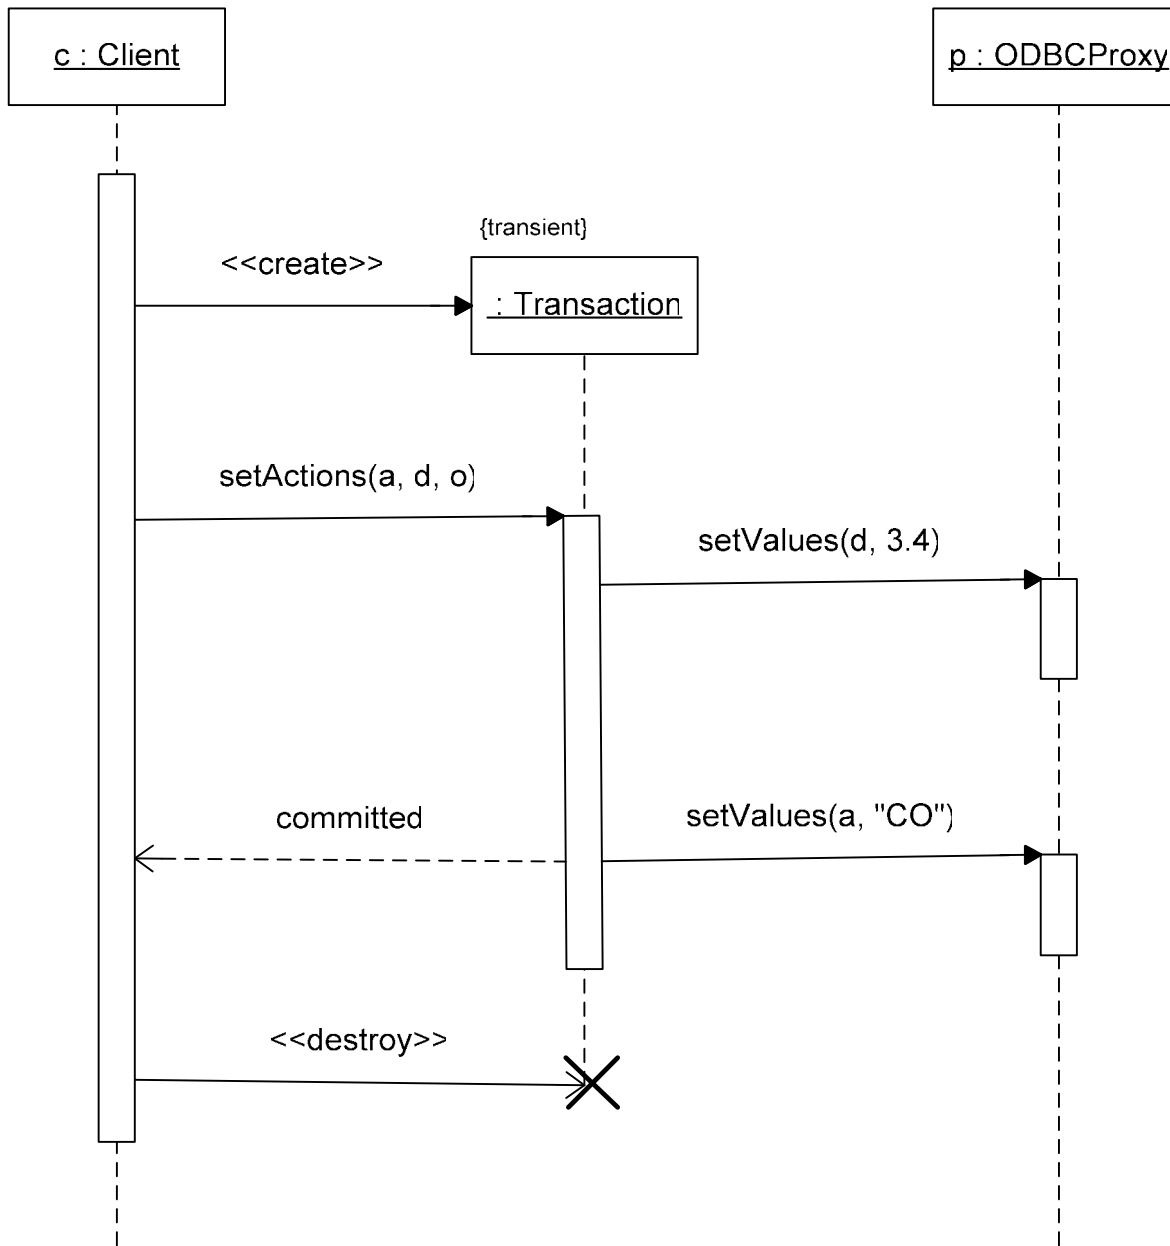 c : Client
p : ODBCProxy
{transient}
<<create>>
: Transaction
setActions(a, d, o)
setValues(d, 3.4)
committed
setValues(a, "CO")
<<destroy>>